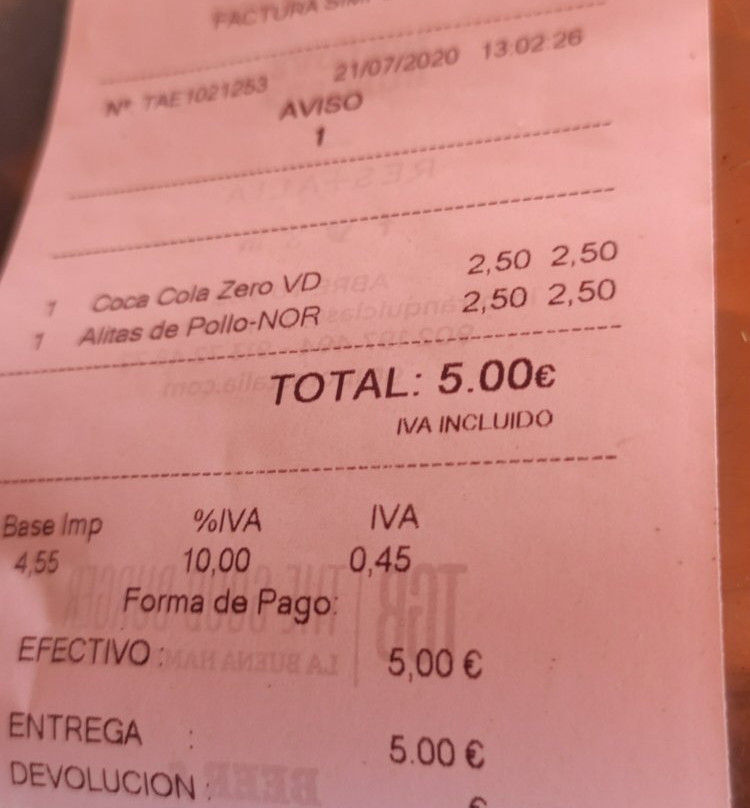 FACTURA
Nº TAE1021253 21/07/2020 13:02:26
AVISO
1
1 Coca Cola Zero VD 2,50 2,50
1 Alitas de Pollo-NOR 2,50 2,50
TOTAL: 5.00€
IVA INCLUIDO
Base Imp %IVA IVA
4,55 10,00 0,45
Forma de Pago:
EFECTIVO: 5,00 €
ENTREGA : 5.00 €
DEVOLUCION : €